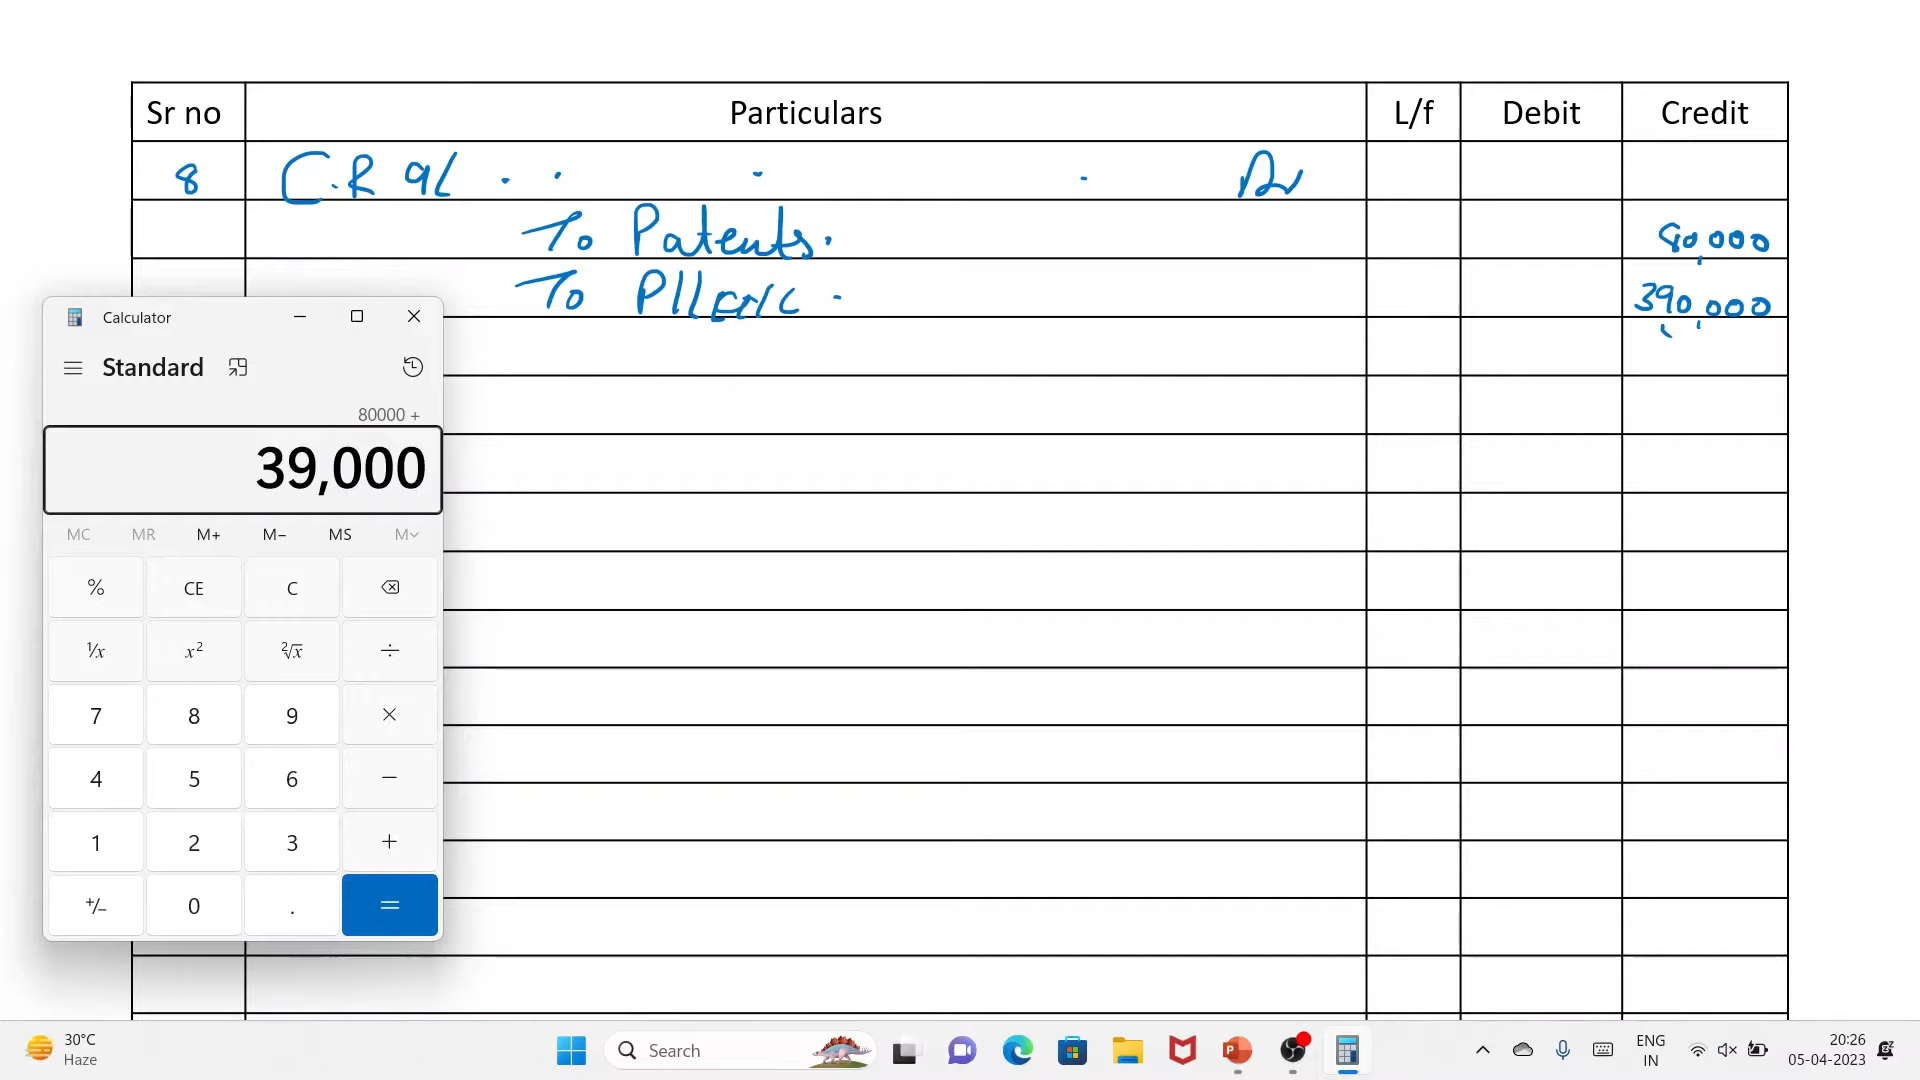 Sr no Particulars L/f Debit Credit
8 C.R a/c . . . . Dr
To Patents. 80,000
To P/L a/c . 390,000
Calculator
Standard
80000 +
39,000
MC MR M+ M- MS M
% CE C
1/x x² ²√x ÷
7 8 9 ×
4 5 6 −
1 2 3 +
+/− 0 . =
30°C
Haze
Search
ENG
IN
20:26
05-04-2023